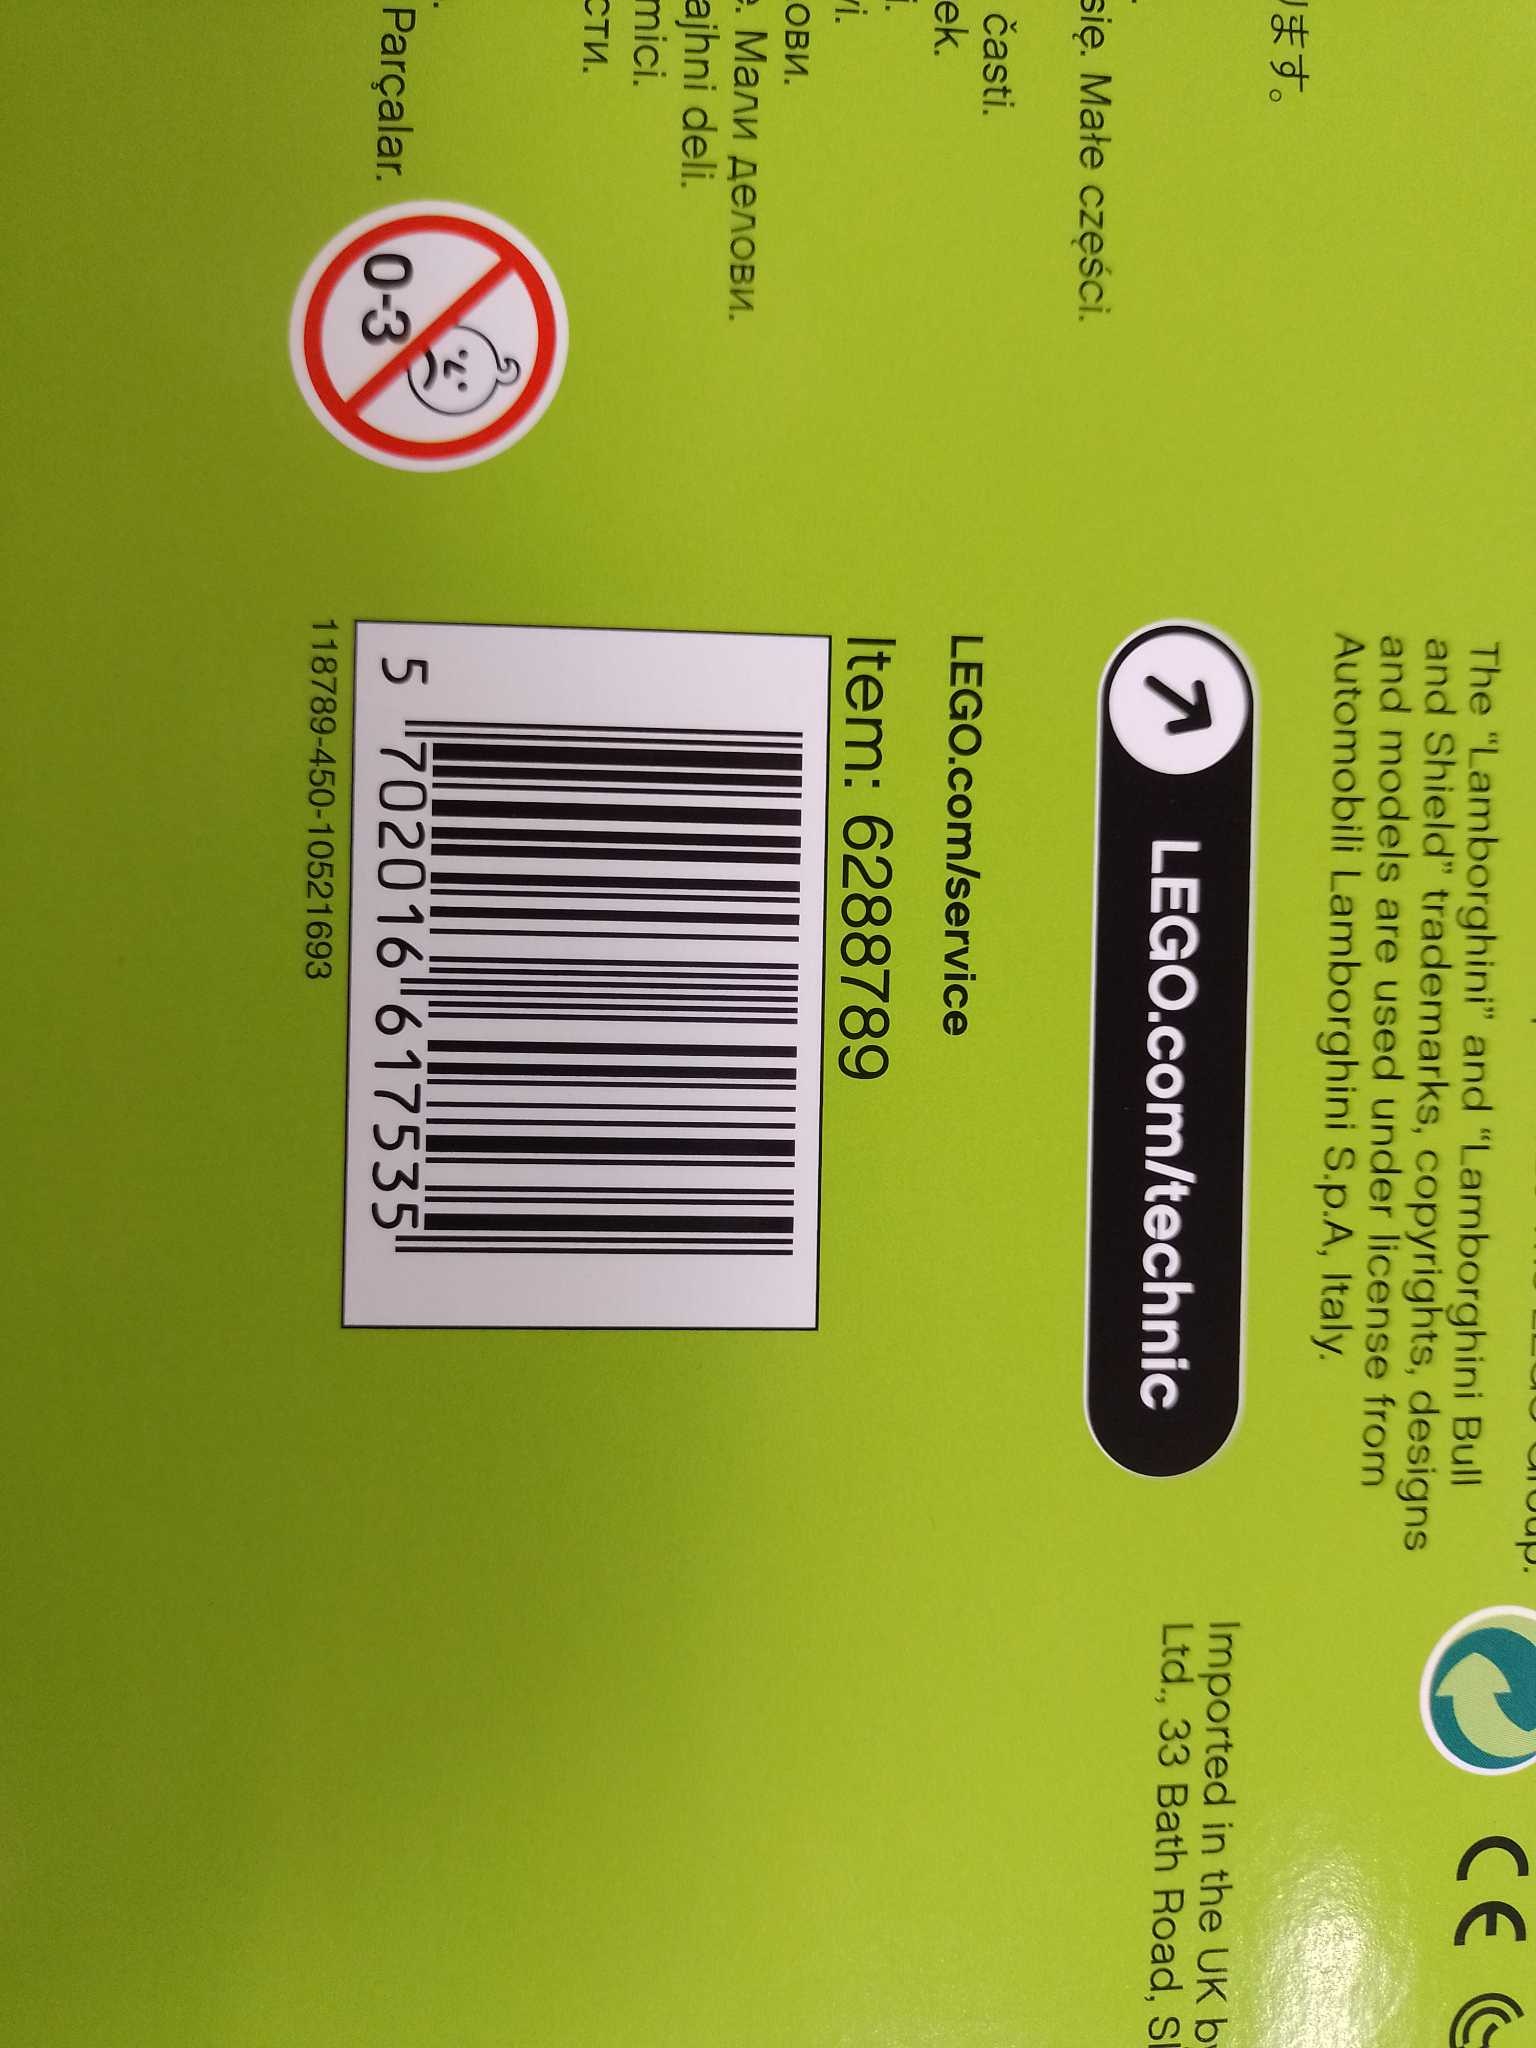 ります。
się. Małe części.
časti.
ek.
vi.
ови.
. Мали делови.
ajhni deli.
mici.
сти.
Parçalar.
0-3
The “Lamborghini” and “Lamborghini Bull
and Shield” trademarks, copyrights, designs
and models are used under license from
Automobili Lamborghini S.p.A, Italy.
LEGO.com/technic
LEGO.com/service
Item: 6288789
5 702016 617535
118789-450-10521693
Imported in the UK by
Ltd., 33 Bath Road, Sl
CE